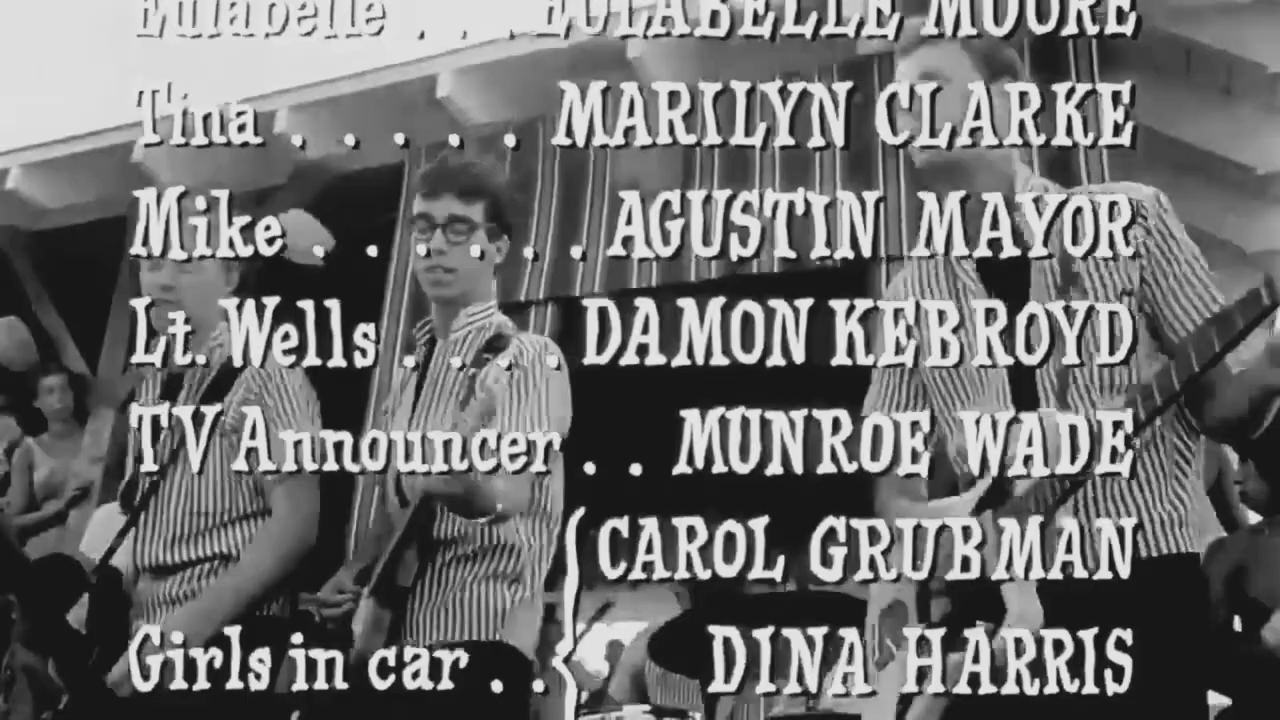 Eulabelle . . . EULABELLE MOORE
Tina . . . . . MARILYN CLARKE
Mike . . . . . . AGUSTIN MAYOR
Lt. Wells . . . . DAMON KEBROYD
TV Announcer . . MUNROE WADE
CAROL GRUBMAN
Girls in car . . DINA HARRIS